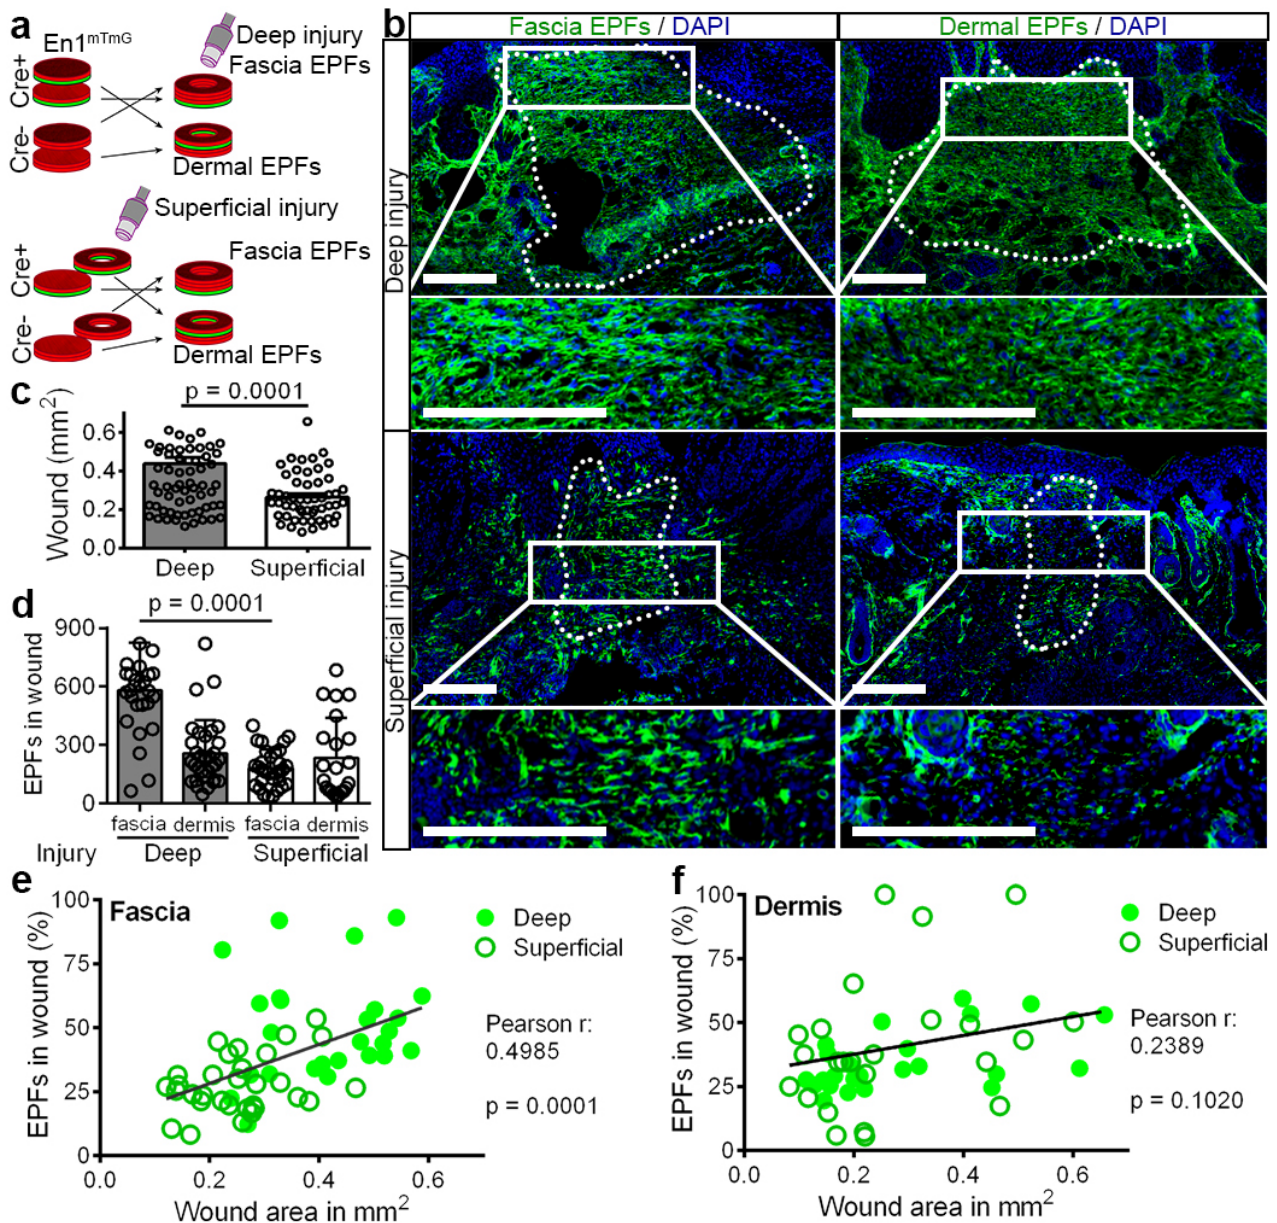 a
En1mTmG
Cre+
Cre-
Deep injury
Fascia EPFs
Dermal EPFs
Superficial injury
Cre+
Cre-
Fascia EPFs
Dermal EPFs
b
Fascia EPFs / DAPI
Dermal EPFs / DAPI
Deep injury
Superficial injury
c
p = 0.0001
Wound (mm2)
0.6
0.4
0.2
0.0
Deep
Superficial
d
p = 0.0001
EPFs in wound
900
600
300
0
fascia dermis fascia dermis
Injury Deep Superficial
e
Fascia
EPFs in wound (%)
100
75
50
25
0
0.0 0.2 0.4 0.6
Wound area in mm2
Deep
Superficial
Pearson r:
0.4985
p = 0.0001
f
Dermis
EPFs in wound (%)
100
75
50
25
0
0.0 0.2 0.4 0.6
Wound area in mm2
Deep
Superficial
Pearson r:
0.2389
p = 0.1020